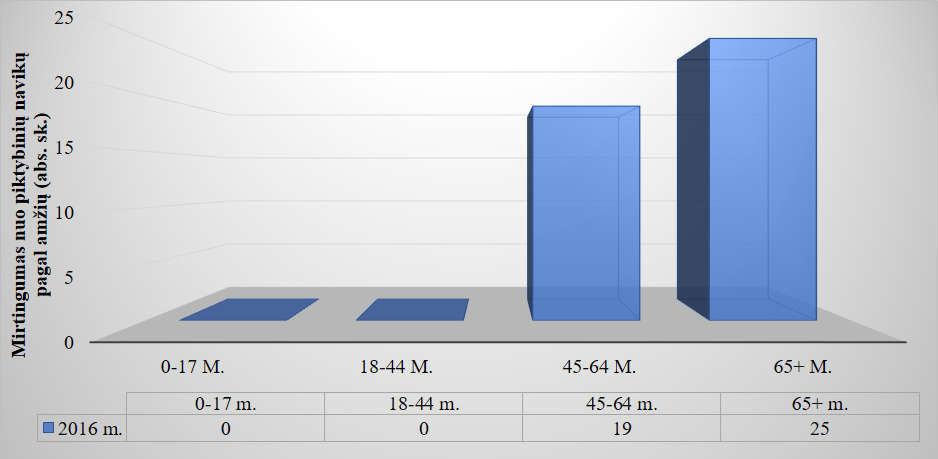 Mirtingumas nuo piktybinių navikų
pagal amžių (abs. sk.)
25
20
15
10
5
0
0-17 M. 18-44 M. 45-64 M. 65+ M.
0-17 m. 18-44 m. 45-64 m. 65+ m.
2016 m. 0 0 19 25